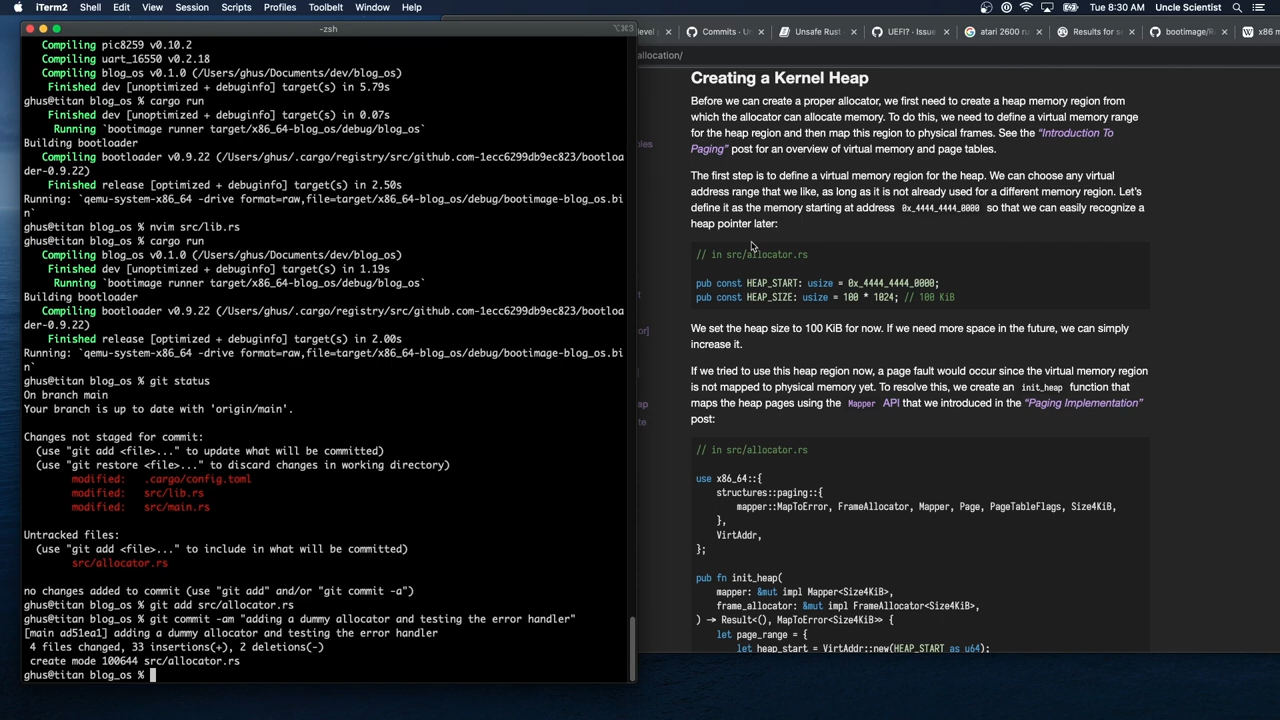 iTerm2 Shell Edit View Session Scripts Profiles Toolbelt Window Help
Tue 8:30 AM Uncle Scientist
-zsh
⌥⌘3
Compiling pic8259 v0.10.2
Compiling uart_16550 v0.2.18
Compiling blog_os v0.1.0 (/Users/ghus/Documents/dev/blog_os)
Finished dev [unoptimized + debuginfo] target(s) in 5.79s
ghus@titan blog_os % cargo run
Finished dev [unoptimized + debuginfo] target(s) in 0.07s
Running `bootimage runner target/x86_64-blog_os/debug/blog_os`
Building bootloader
Compiling bootloader v0.9.22 (/Users/ghus/.cargo/registry/src/github.com-1ecc6299db9ec823/bootloa
der-0.9.22)
Finished release [optimized + debuginfo] target(s) in 2.50s
Running: `qemu-system-x86_64 -drive format=raw,file=target/x86_64-blog_os/debug/bootimage-blog_os.bi
n`
ghus@titan blog_os % nvim src/lib.rs
ghus@titan blog_os % cargo run
Compiling blog_os v0.1.0 (/Users/ghus/Documents/dev/blog_os)
Finished dev [unoptimized + debuginfo] target(s) in 1.19s
Running `bootimage runner target/x86_64-blog_os/debug/blog_os`
Building bootloader
Compiling bootloader v0.9.22 (/Users/ghus/.cargo/registry/src/github.com-1ecc6299db9ec823/bootloa
der-0.9.22)
Finished release [optimized + debuginfo] target(s) in 2.00s
Running: `qemu-system-x86_64 -drive format=raw,file=target/x86_64-blog_os/debug/bootimage-blog_os.bi
n`
ghus@titan blog_os % git status
On branch main
Your branch is up to date with 'origin/main'.
Changes not staged for commit:
(use "git add <file>..." to update what will be committed)
(use "git restore <file>..." to discard changes in working directory)
modified: .cargo/config.toml
modified: src/lib.rs
modified: src/main.rs
Untracked files:
(use "git add <file>..." to include in what will be committed)
src/allocator.rs
no changes added to commit (use "git add" and/or "git commit -a")
ghus@titan blog_os % git add src/allocator.rs
ghus@titan blog_os % git commit -am "adding a dummy allocator and testing the error handler"
[main ad51ea1] adding a dummy allocator and testing the error handler
4 files changed, 33 insertions(+), 2 deletions(-)
create mode 100644 src/allocator.rs
ghus@titan blog_os %
Commits · Un
Unsafe Rust
UEFI? · Issue
atari 2600 ru
Results for se
bootimage/R
x86 m
allocation/
Creating a Kernel Heap
Before we can create a proper allocator, we first need to create a heap memory region from
which the allocator can allocate memory. To do this, we need to define a virtual memory
range for the heap region and then map this region to physical frames. See the “Introduction To
Paging” post for an overview of virtual memory and page tables.
The first step is to define a virtual memory region for the heap. We can choose any virtual
address range that we like, as long as it is not already used for a different memory region. Let’s
define it as the memory starting at address 0x_4444_4444_0000 so that we can easily recognize a
heap pointer later:
// in src/allocator.rs
pub const HEAP_START: usize = 0x_4444_4444_0000;
pub const HEAP_SIZE: usize = 100 * 1024; // 100 KiB
We set the heap size to 100 KiB for now. If we need more space in the future, we can simply
increase it.
If we tried to use this heap region now, a page fault would occur since the virtual memory region
is not mapped to physical memory yet. To resolve this, we create an init_heap function that
maps the heap pages using the Mapper API that we introduced in the “Paging Implementation”
post:
// in src/allocator.rs
use x86_64::{
structures::paging::{
mapper::MapToError, FrameAllocator, Mapper, Page, PageTableFlags, Size4KiB,
},
VirtAddr,
};
pub fn init_heap(
mapper: &mut impl Mapper<Size4KiB>,
frame_allocator: &mut impl FrameAllocator<Size4KiB>,
) → Result<(), MapToError<Size4KiB>> {
let page_range = {
let heap_start = VirtAddr::new(HEAP_START as u64);